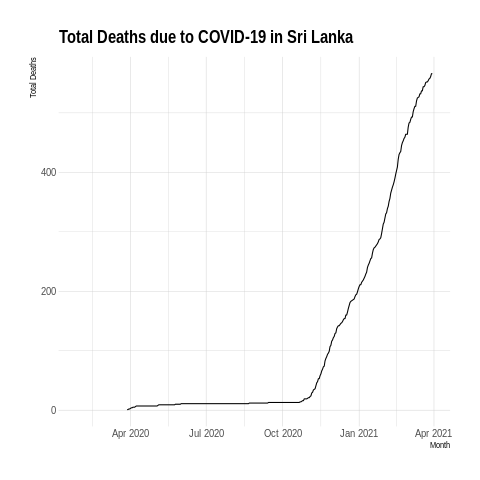 Total Deaths due to COVID-19 in Sri Lanka
Total Deaths
400
200
0
Apr 2020 Jul 2020 Oct 2020 Jan 2021 Apr 2021
Month